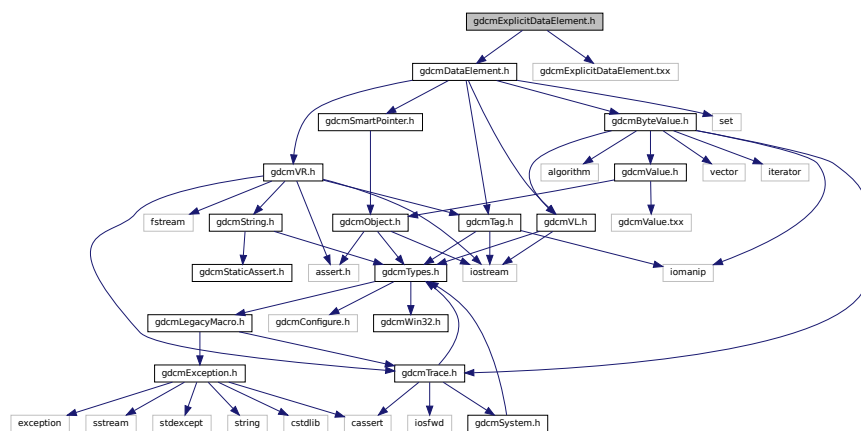 gdcmExplicitDataElement.h
gdcmDataElement.h
gdcmExplicitDataElement.txx
gdcmSmartPointer.h
gdcmByteValue.h
set
gdcmVR.h
algorithm
gdcmValue.h
vector
iterator
fstream
gdcmString.h
gdcmObject.h
gdcmTag.h
gdcmVL.h
gdcmValue.txx
gdcmStaticAssert.h
assert.h
gdcmTypes.h
iostream
iomanip
gdcmLegacyMacro.h
gdcmConfigure.h
gdcmWin32.h
gdcmException.h
gdcmTrace.h
exception
sstream
stdexcept
string
cstdlib
cassert
iosfwd
gdcmSystem.h